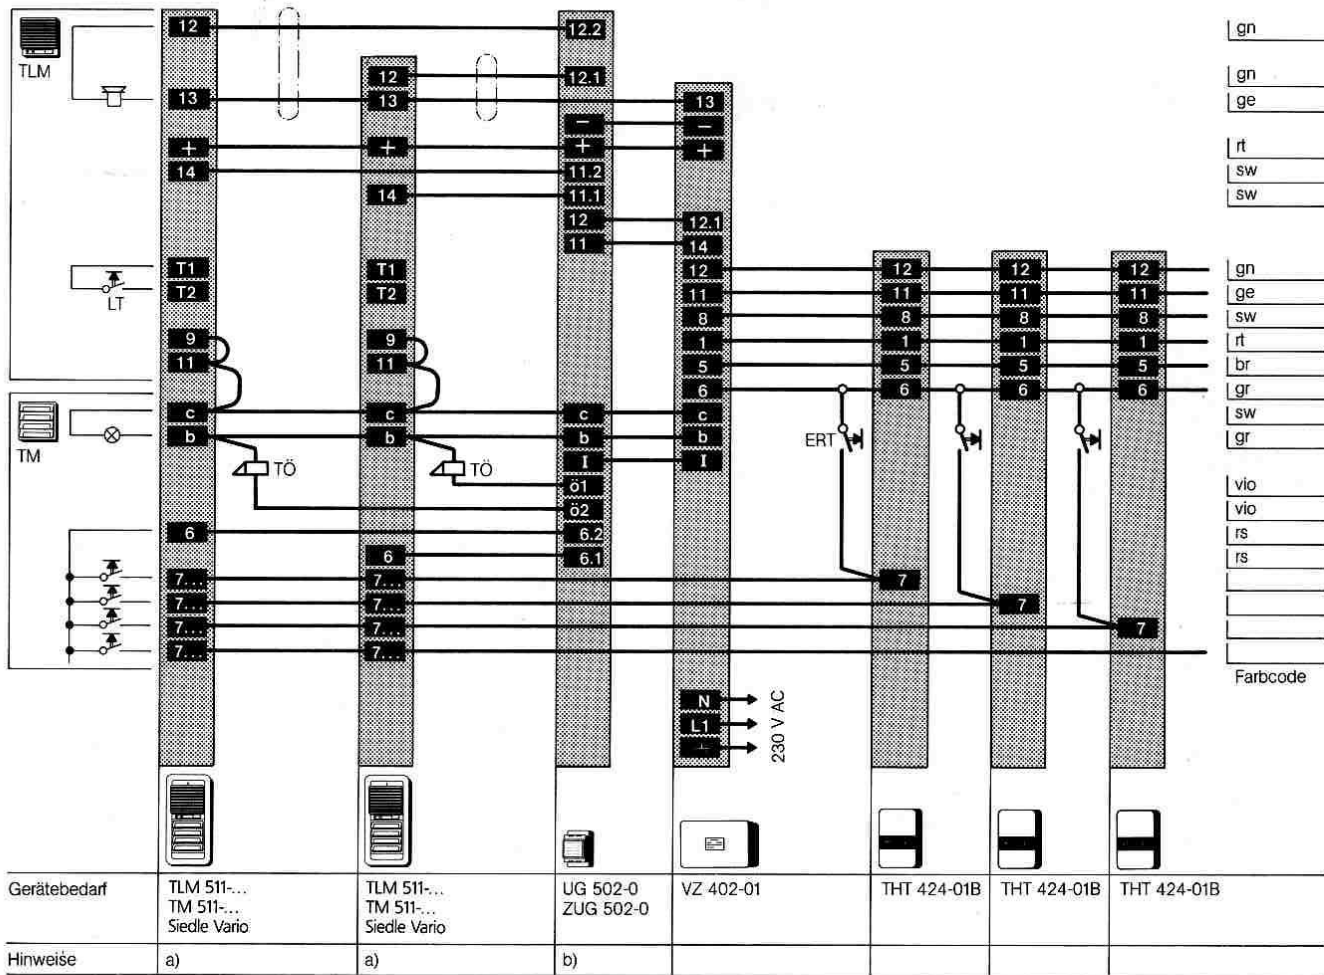 12 12.2 gn
TLM
12 12.1 gn
13 13 13 ge
− −
+ + + + rt
14 11.2 sw
14 11.1 sw
12 12.1
11 14
T1 T1 12 12 12 12 gn
T2 T2 11 11 11 11 ge
LT
8 8 8 8 sw
9 9 1 1 1 1 rt
11 11 5 5 5 5 br
6 6 6 6 gr
c c c c sw
b b b b gr
ERT
TM
I I
TÖ TÖ
ö1 vio
ö2 vio
6 6.2 rs
6 6.1 rs
7... 7... 7
7... 7... 7
7... 7... 7
7... 7...
Farbcode
N
L1
230 V AC
Gerätebedarf TLM 511-... TLM 511-... UG 502-0 VZ 402-01 THT 424-01B THT 424-01B THT 424-01B
TM 511-... TM 511-... ZUG 502-0
Siedle Vario Siedle Vario
Hinweise a) a) b)